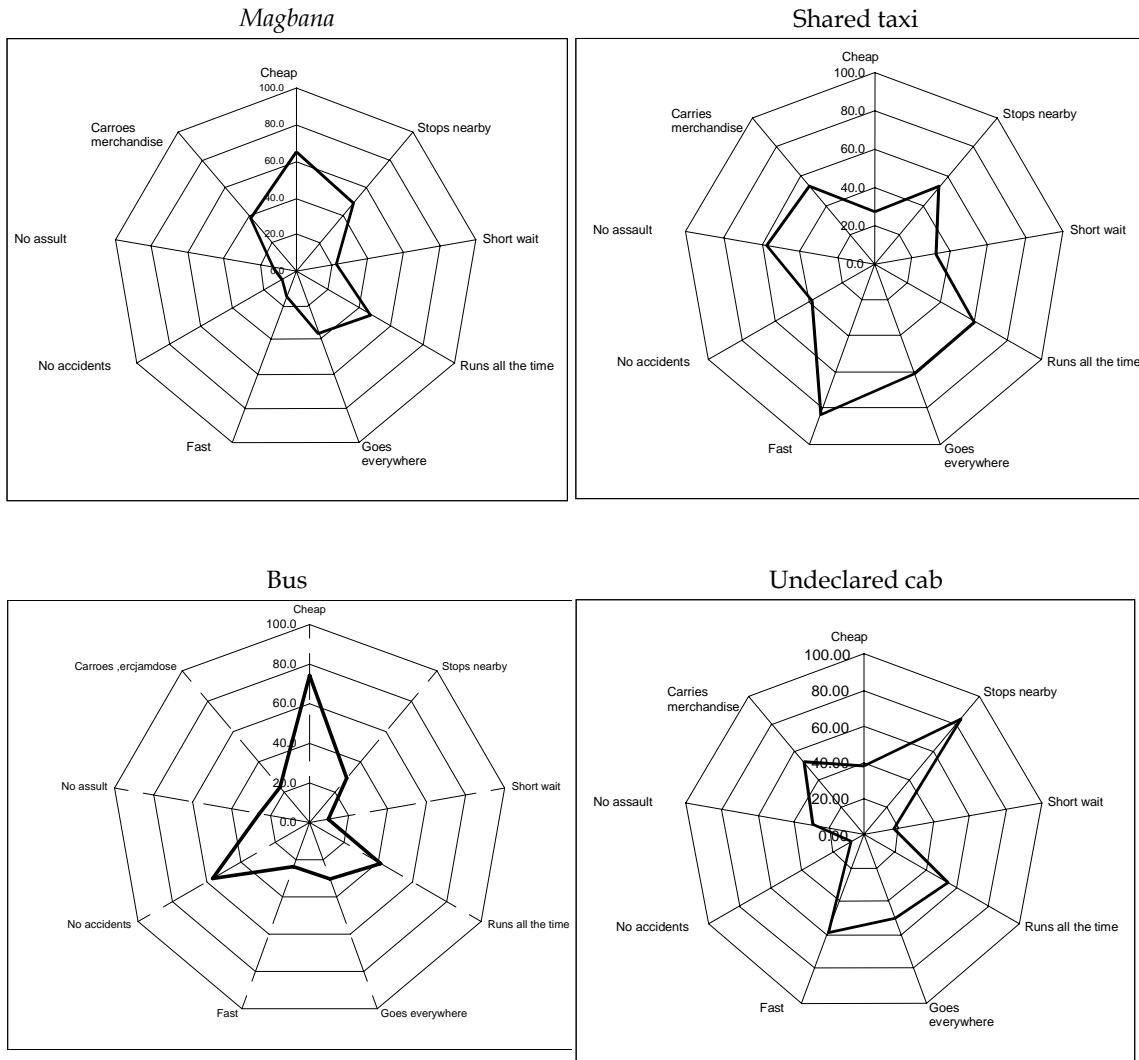 Magbana
Cheap
100.0
80.0
60.0
40.0
20.0
0.0
Stops nearby
Short wait
Runs all the time
Goes
everywhere
Fast
No accidents
No assult
Carroes
merchandise
Shared taxi
Cheap
100.0
80.0
60.0
40.0
20.0
0.0
Stops nearby
Short wait
Runs all the time
Goes
everywhere
Fast
No accidents
No assault
Carries
merchandise
Bus
Cheap
100.0
80.0
60.0
40.0
20.0
0.0
Stops nearby
Short wait
Runs all the time
Goes everywhere
Fast
No accidents
No assult
Carroes ,ercjamdose
Undeclared cab
Cheap
100.00
80.00
60.00
40.00
20.00
0.00
Stops nearby
Short wait
Runs all the time
Goes
everywhere
Fast
No accidents
No assault
Carries
merchandise